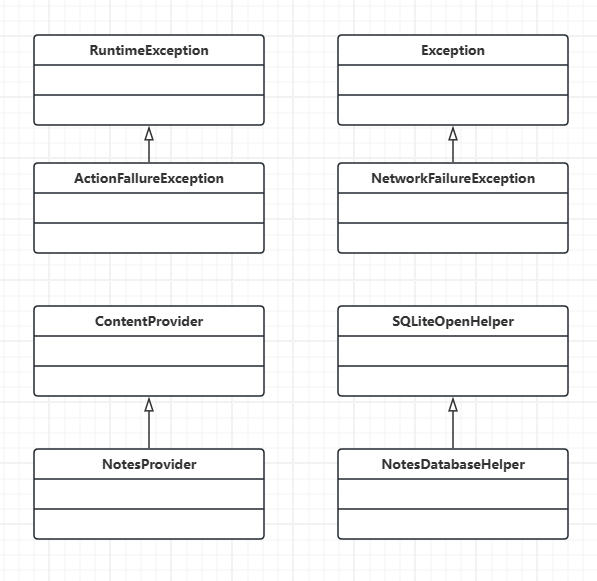 RuntimeException
Exception
ActionFallureException
NetworkFailureException
ContentProvider
SQLiteOpenHelper
NotesProvider
NotesDatabaseHelper